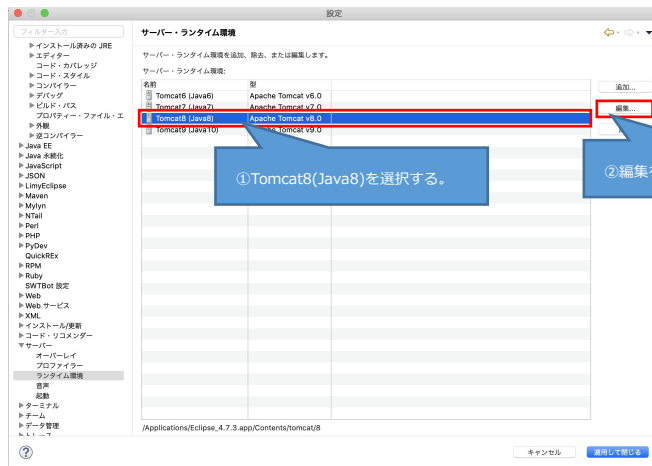 設定
フィルター入力
サーバー・ランタイム環境
▶インストール済みの JRE
▶エディター
コード・カバレッジ
▶コード・スタイル
▶コンパイラー
▶デバッグ
▶ビルド・パス
プロパティー・ファイル・エ
▶外観
▶逆コンパイラー
▶Java EE
▶Java 永続化
▶JavaScript
▶JSON
▶LimyEclipse
▶Maven
▶Mylyn
▶NTail
▶Perl
▶PHP
▶PyDev
QuickREx
▶RPM
▶Ruby
SWTBot 設定
▶Web
▶Web サービス
▶XML
▶インストール/更新
▶コード・リコメンダー
▼サーバー
オーバーレイ
プロファイラー
ランタイム環境
音声
起動
▶ターミナル
▶チーム
▶データ管理
▶トレース
サーバー・ランタイム環境を追加、除去、または編集します。
サーバー・ランタイム環境:
名前 型
Tomcat6 (Java6) Apache Tomcat v6.0
Tomcat7 (Java7) Apache Tomcat v7.0
Tomcat8 (Java8) Apache Tomcat v8.0
Tomcat9 (Java10) Apache Tomcat v9.0
追加...
編集...
①Tomcat8(Java8)を選択する。
②編集
/Applications/Eclipse_4.7.3.app/Contents/tomcat/8
?
キャンセル
適用して閉じる